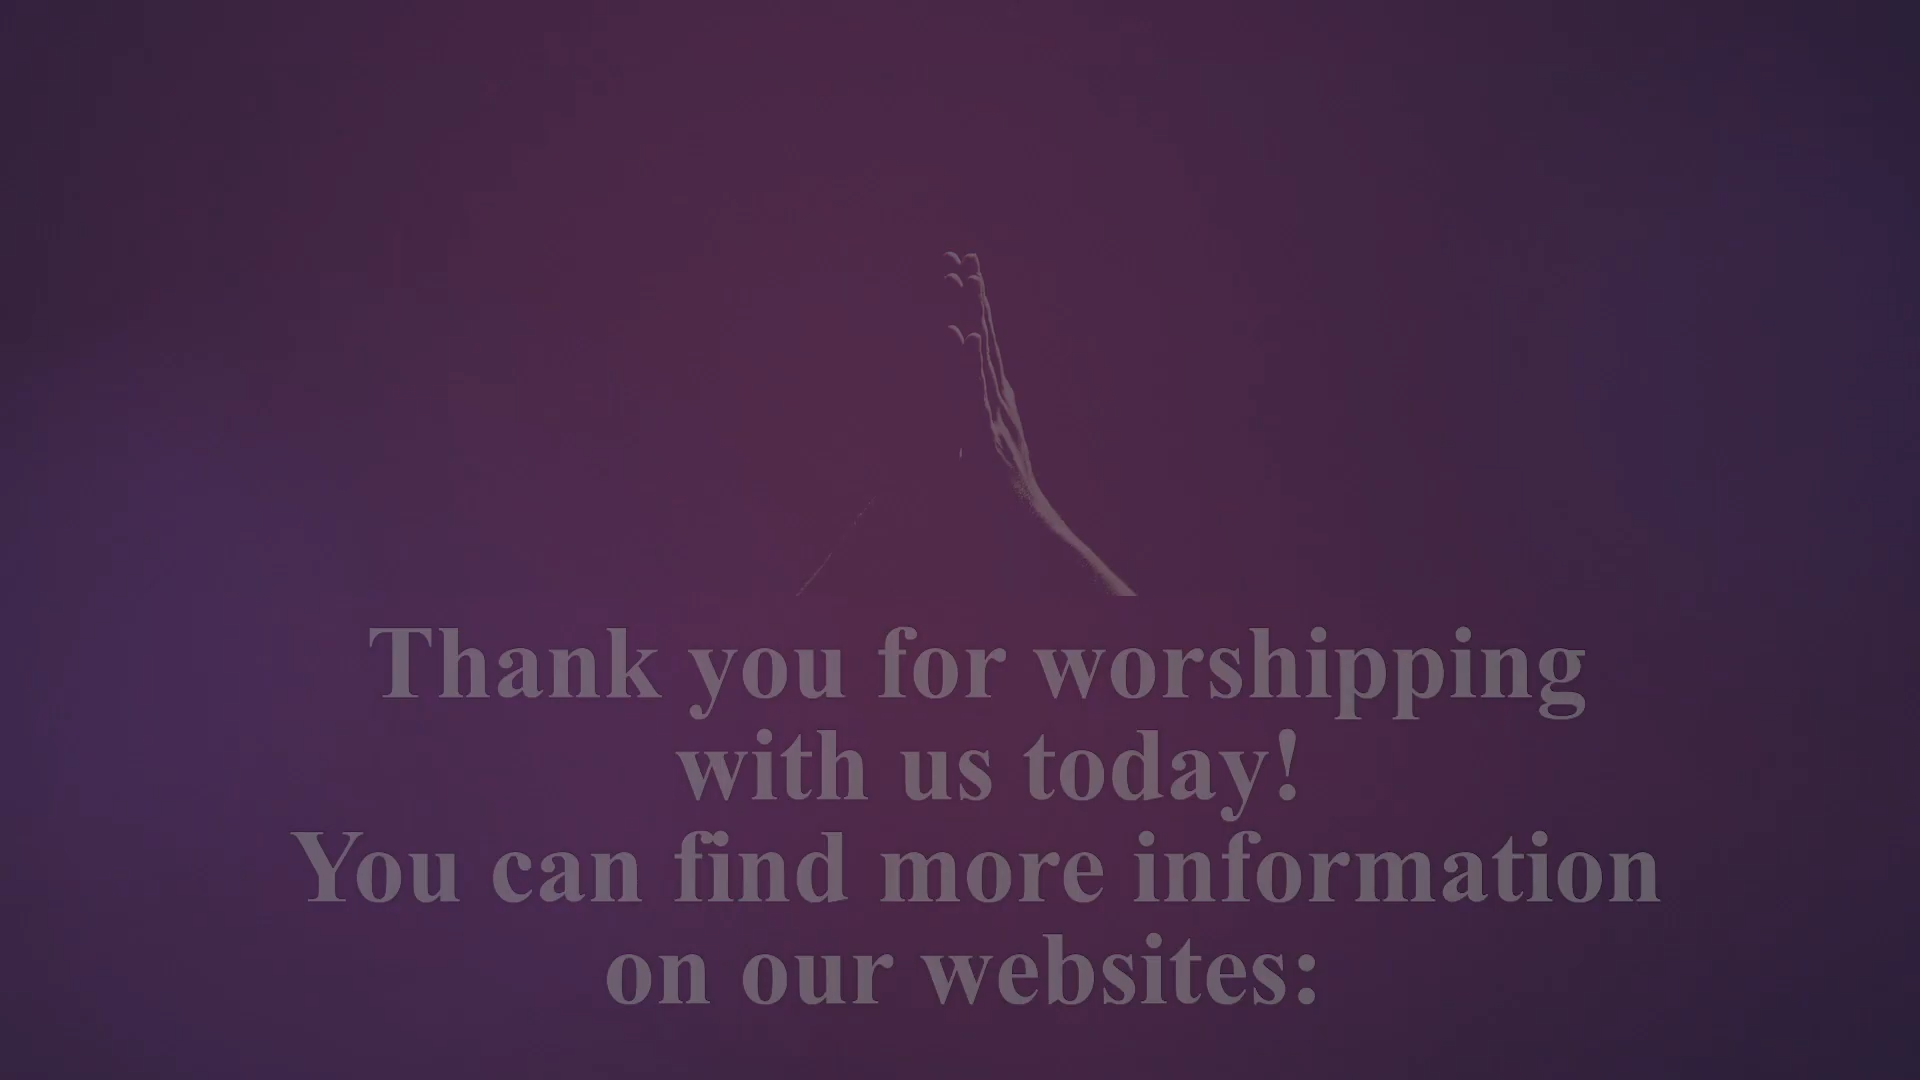 Thank you for worshipping
with us today!
You can find more information
on our websites: